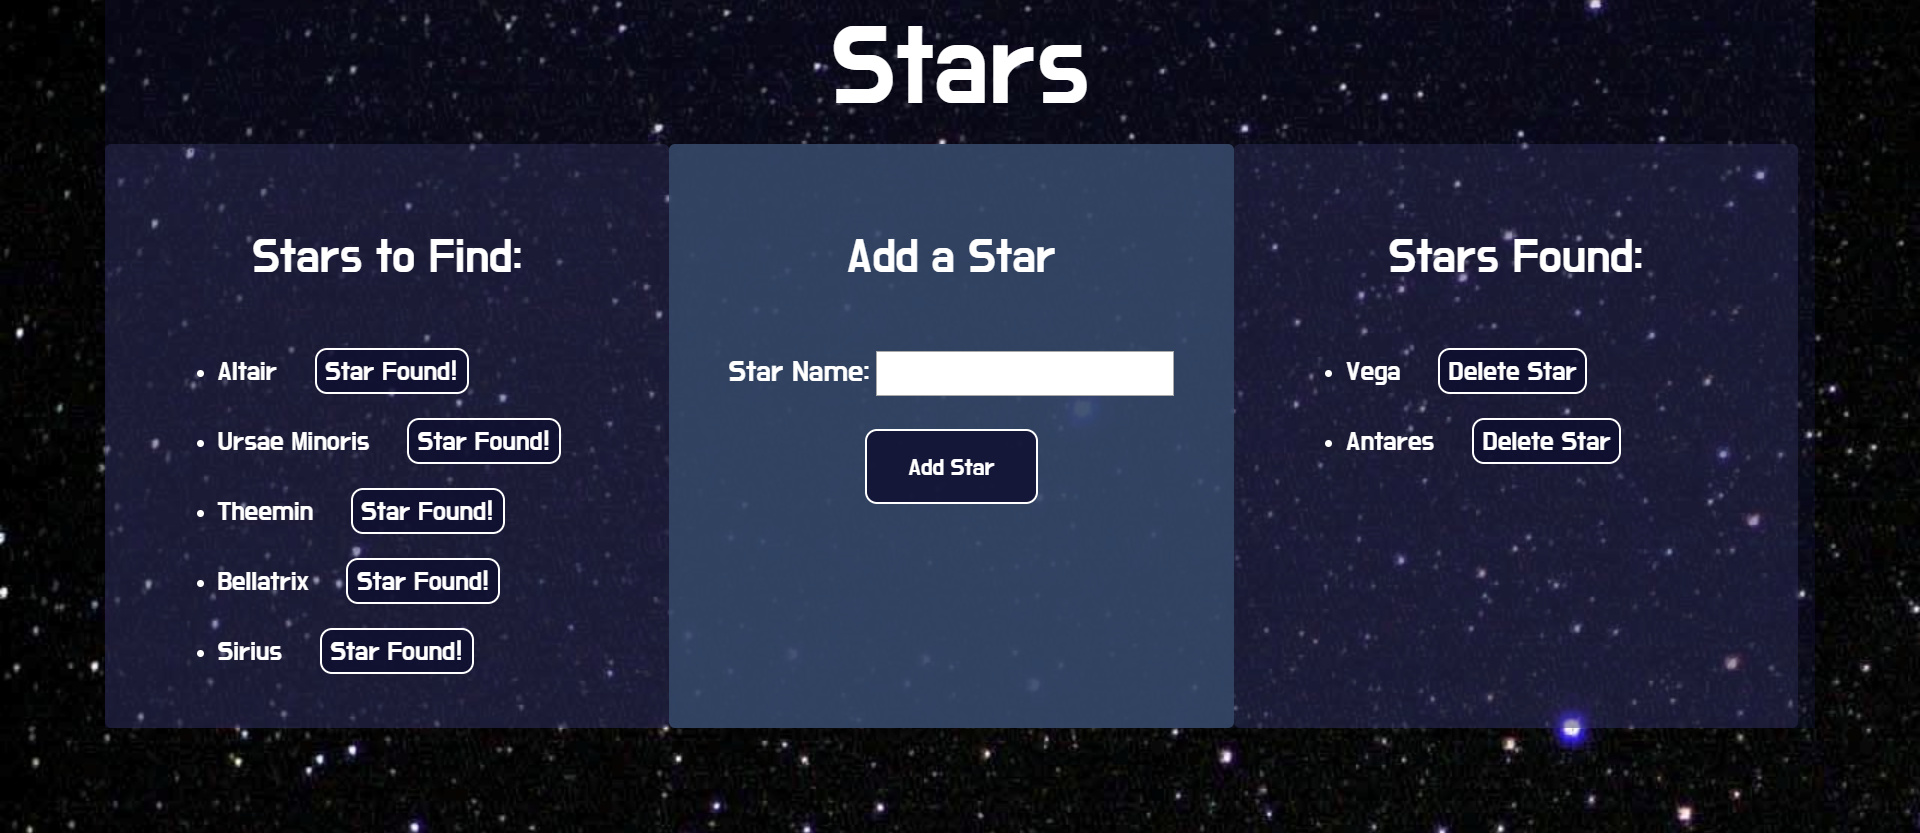 Stars
Stars to Find:
Altair Star Found!
Ursae Minoris Star Found!
Theemin Star Found!
Bellatrix Star Found!
Sirius Star Found!
Add a Star
Star Name:
Add Star
Stars Found:
Vega Delete Star
Antares Delete Star